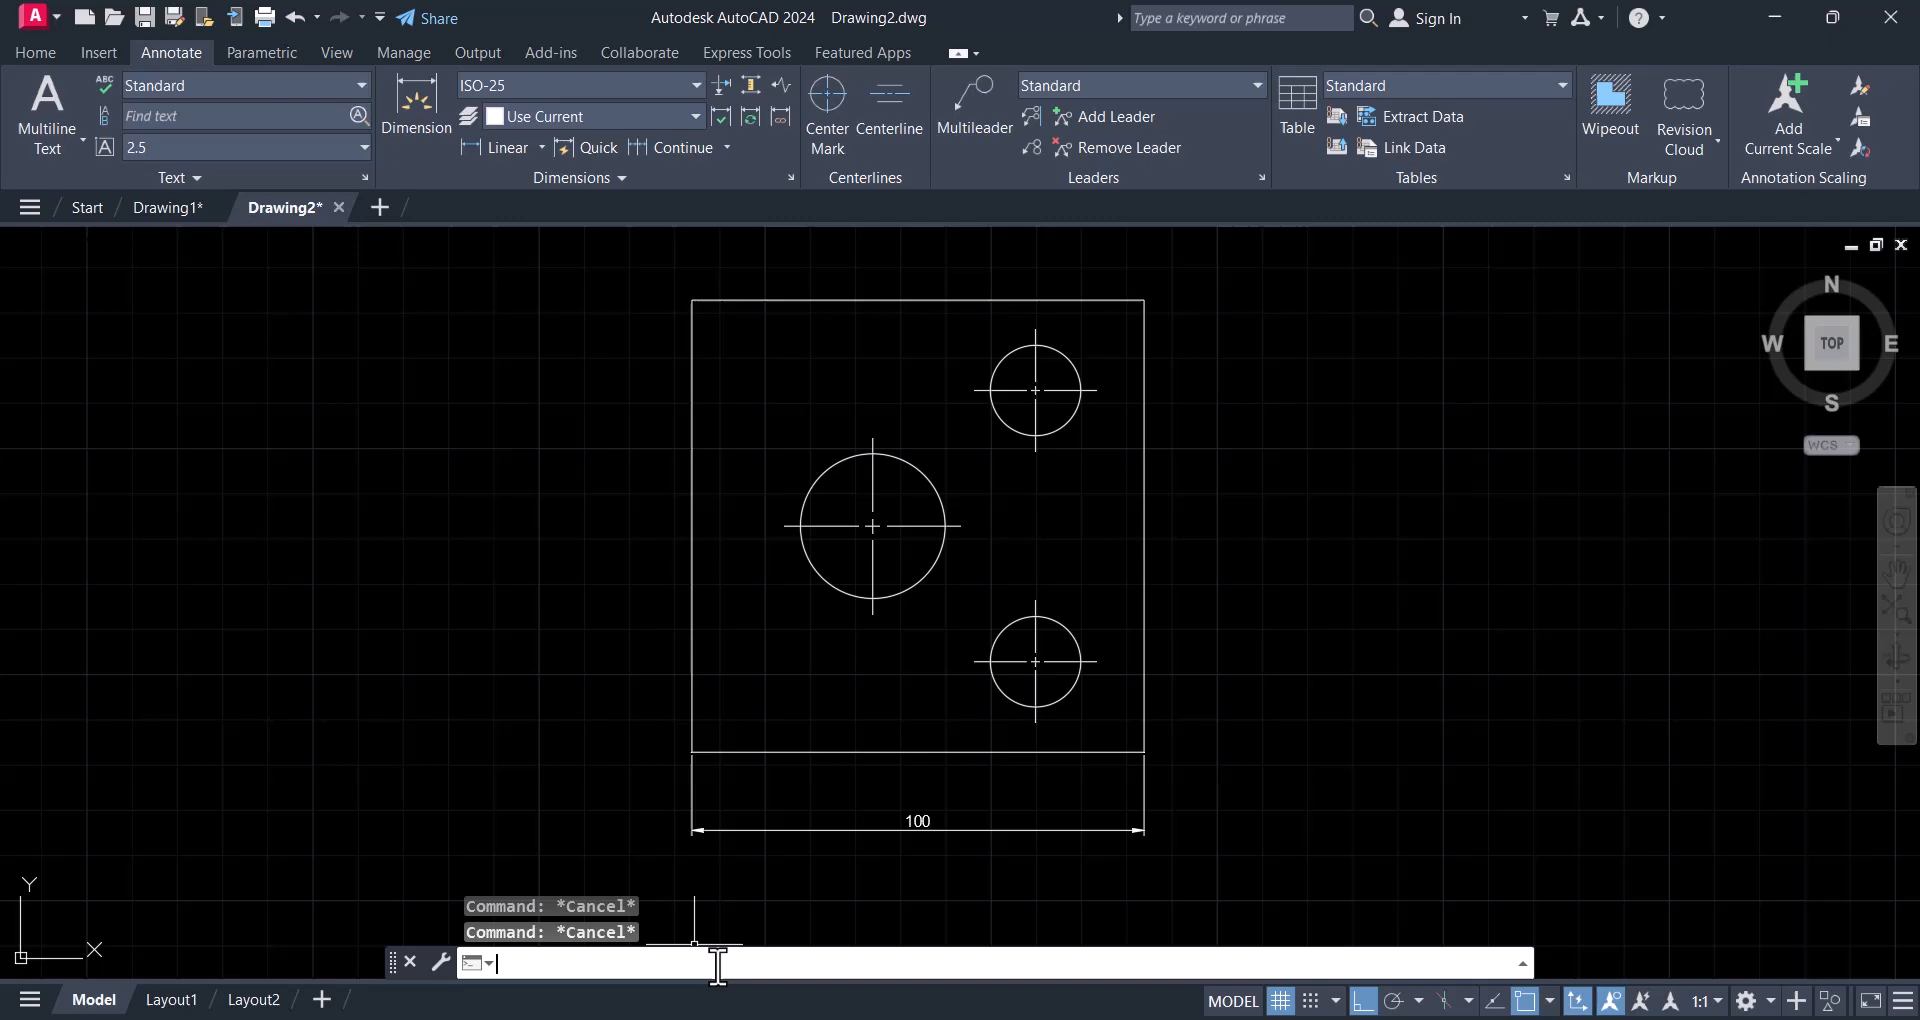 A Share Autodesk AutoCAD 2024 Drawing2.dwg Type a keyword or phrase Sign In ?
Home Insert Annotate Parametric View Manage Output Add-ins Collaborate Express Tools Featured Apps
Multiline Text
ABC Standard
Find text
2.5
Text
Dimension
ISO-25
Use Current
Linear Quick Continue
Dimensions
Center Mark
Centerline
Centerlines
Multileader
Standard
Add Leader
Remove Leader
Leaders
Table
Standard
Extract Data
Link Data
Tables
Wipeout
Revision Cloud
Markup
Add Current Scale
Annotation Scaling
Start Drawing1* Drawing2*
N
W TOP E
S
WCS
100
Y
X
Command: *Cancel*
Command: *Cancel*
Model Layout1 Layout2 MODEL 1:1